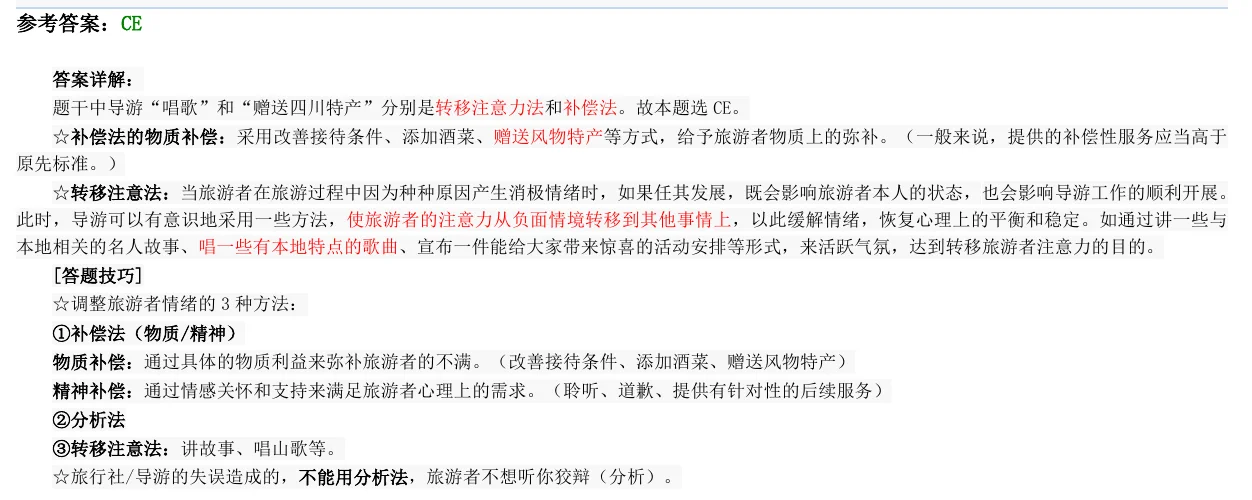 参考答案：CE
答案详解：
题干中导游“唱歌”和“赠送四川特产”分别是转移注意力法和补偿法。故本题选 CE。
☆补偿法的物质补偿：采用改善接待条件、添加酒菜、赠送风物特产等方式，给予旅游者物质上的弥补。（一般来说，提供的补偿性服务应当高于
原先标准。）
☆转移注意法：当旅游者在旅游过程中因为种种原因产生消极情绪时，如果任其发展，既会影响旅游者本人的状态，也会影响导游工作的顺利开展。
此时，导游可以有意识地采用一些方法，使旅游者的注意力从负面情境转移到其他事情上，以此缓解情绪，恢复心理上的平衡和稳定。如通过讲一些与
本地相关的名人故事、唱一些有本地特点的歌曲、宣布一件能给大家带来惊喜的活动安排等形式，来活跃气氛，达到转移旅游者注意力的目的。
[答题技巧]
☆调整旅游者情绪的 3 种方法：
①补偿法（物质/精神）
物质补偿：通过具体的物质利益来弥补旅游者的不满。（改善接待条件、添加酒菜、赠送风物特产）
精神补偿：通过情感关怀和支持来满足旅游者心理上的需求。（聆听、道歉、提供有针对性的后续服务）
②分析法
③转移注意法：讲故事、唱山歌等。
☆旅行社/导游的失误造成的，不能用分析法，旅游者不想听你狡辩（分析）。